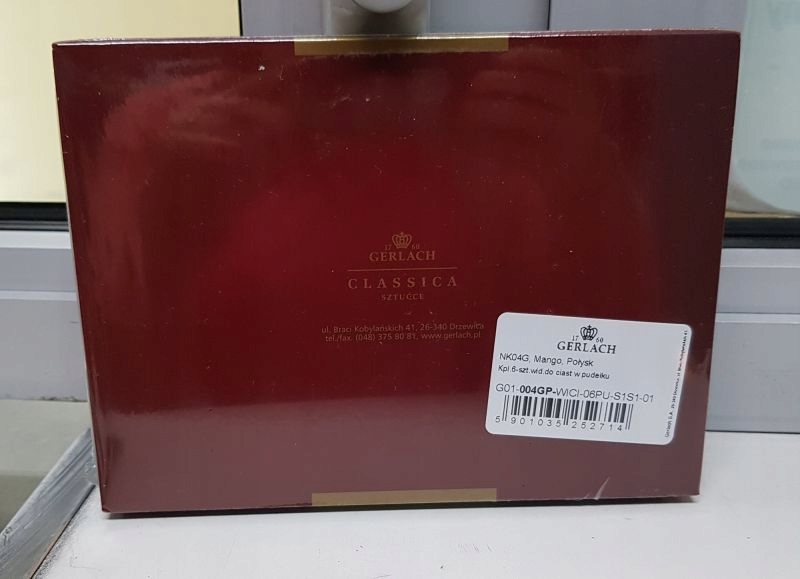 17 60
GERLACH
CLASSICA
SZTUĆCE
ul. Braci Kobylańskich 41, 26-340 Drzewica
tel./fax. (048) 375 80 81, www.gerlach.pl
17 60
GERLACH
NK04G, Mango, Połysk
Kpl.6-szt.wid.do ciast w pudełku
G01-004GP-WICI-06PU-S1S1-01
5 901035 252714